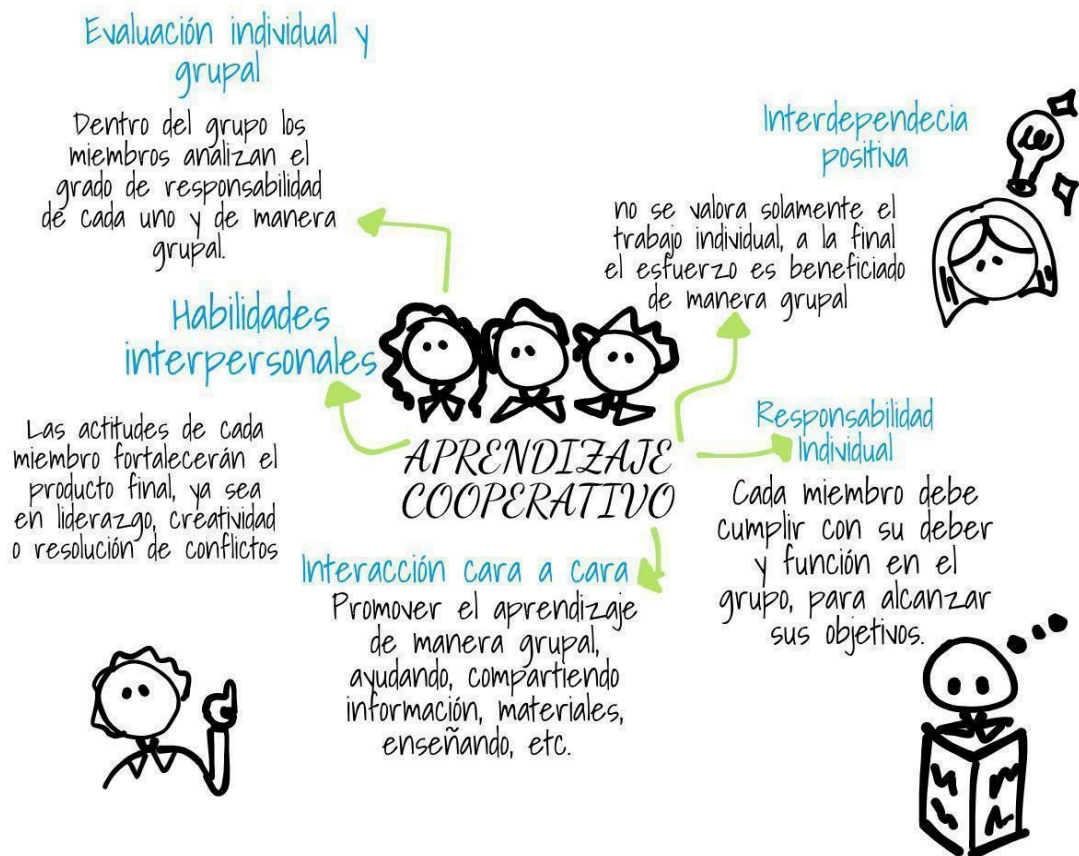 Evaluación individual y
grupal
Dentro del grupo los
miembros analizan el
grado de responsabilidad
de cada uno y de manera
grupal.
Interdependecia
positiva
no se valora solamente el
trabajo individual, a la final
el esfuerzo es beneficiado
de manera grupal
Habilidades
interpersonales
Las actitudes de cada
miembro fortalecerán el
producto final, ya sea
en liderazgo, creatividad
o resolución de conflictos
APRENDIZAJE
COOPERATIVO
Responsabilidad
Individual
Cada miembro debe
cumplir con su deber
y función en el
grupo, para alcanzar
sus objetivos.
Interacción cara a cara
Promover el aprendizaje
de manera grupal,
ayudando, compartiendo
información, materiales,
enseñando, etc.